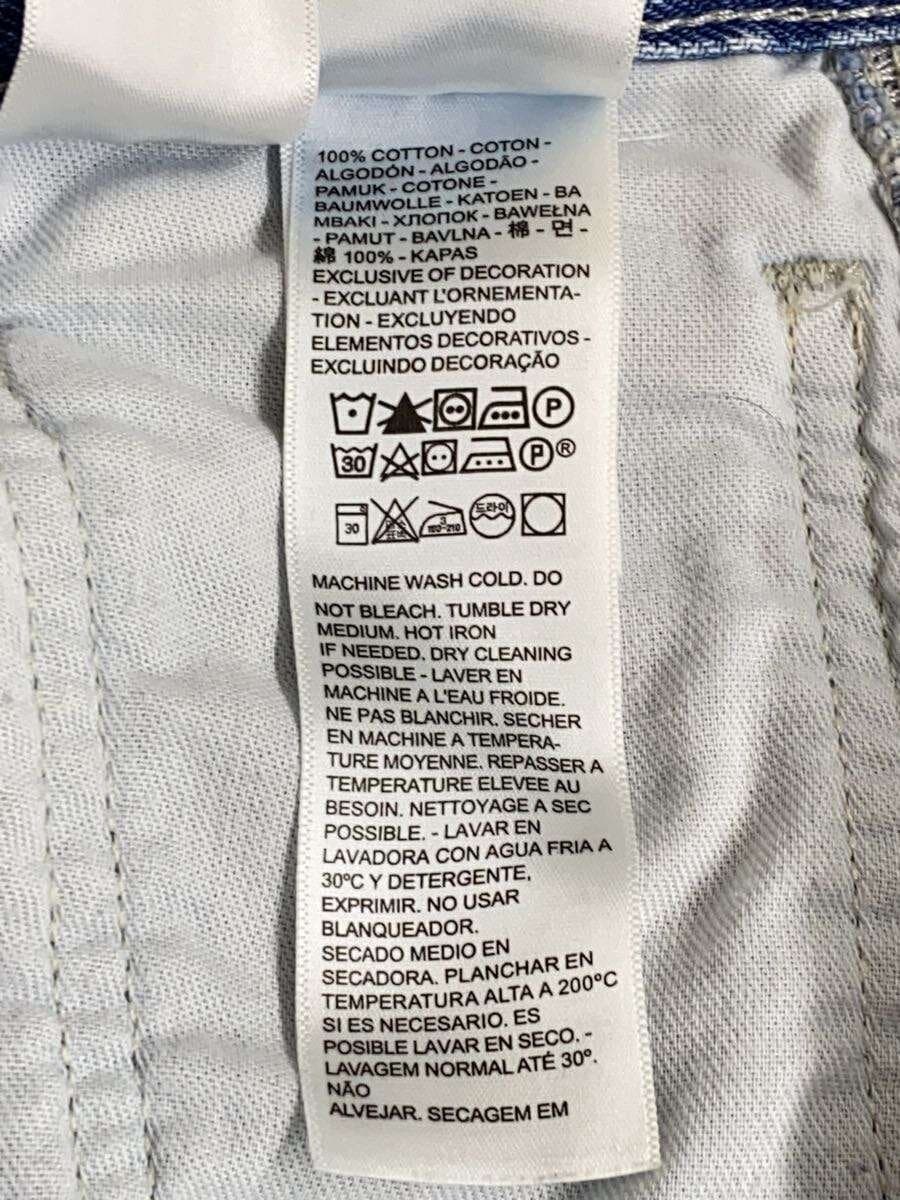 100% COTTON - COTON -
ALGODÓN - ALGODÃO -
PAMUK - COTONE -
BAUMWOLLE - KATOEN - BA
MBAKI - ХЛОПОК - BAWEŁNA
- PAMUT - BAVLNA - 棉 - 면 -
綿 100% - KAPAS
EXCLUSIVE OF DECORATION
- EXCLUANT L'ORNEMENTA-
TION - EXCLUYENDO
ELEMENTOS DECORATIVOS -
EXCLUINDO DECORAÇÃO
P
30 P®
30 3 180-210 드라이
MACHINE WASH COLD. DO
NOT BLEACH. TUMBLE DRY
MEDIUM. HOT IRON
IF NEEDED. DRY CLEANING
POSSIBLE - LAVER EN
MACHINE A L'EAU FROIDE.
NE PAS BLANCHIR. SECHER
EN MACHINE A TEMPERA-
TURE MOYENNE. REPASSER A
TEMPERATURE ELEVEE AU
BESOIN. NETTOYAGE A SEC
POSSIBLE. - LAVAR EN
LAVADORA CON AGUA FRIA A
30ºC Y DETERGENTE,
EXPRIMIR. NO USAR
BLANQUEADOR.
SECADO MEDIO EN
SECADORA. PLANCHAR EN
TEMPERATURA ALTA A 200ºC
SI ES NECESARIO. ES
POSIBLE LAVAR EN SECO. -
LAVAGEM NORMAL ATÉ 30º.
NÃO
ALVEJAR. SECAGEM EM